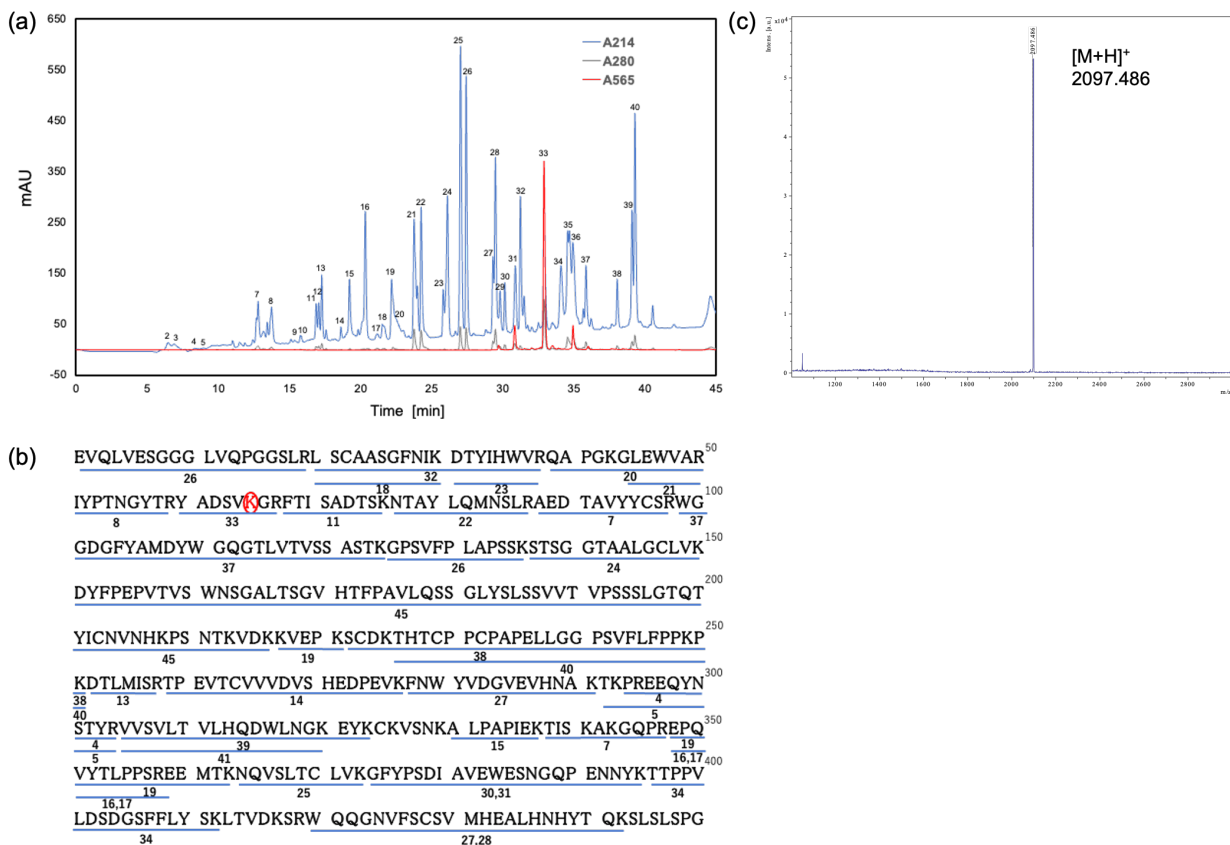 (a)
650
550
450
350
250
150
50
-50
mAU
A214
A280
A565
2
3
4
5
7
8
9
10
11
12
13
14
15
16
17
18
19
20
21
22
23
24
25
26
27
28
29
30
31
32
33
34
35
36
37
38
39
40
0 5 10 15 20 25 30 35 40 45
Time [min]
(c)
Intens. [a.u.]
x10⁴
5
4
3
2
1
0
2097.486
[M+H]⁺
2097.486
1200 1400 1600 1800 2000 2200 2400 2600 2800
(b)
EVQLVESGGG LVQPGGSLRL SCAASGFNIK DTYIHWVRQA PGKGLEWVAR 50
26 32 20
18 23 21
IYPTNGYTRY ADSVKGRFTI SADTSKNTAY LQMNSLRAED TAVYYCSRWG 100
8 33 11 22 7 37
GDGFYAMDYW GQGTLVTVSS ASTKGPSVFP LAPSSKSTSG GTAALGCLVK 150
37 26 24
DYFPEPVTVS WNSGALTSGV HTFPAVLQSS GLYSLSSVVT VPSSSLGTQT 200
45
YICNVNHKPS NTKVDKKVEP KSCDKTHTCP PCPAPELLGG PSVFLFPPKP 250
45 19 38
40
KDTLMISRTP EVTCVVVDVS HEDPEVKFNW YVDGVEVHNA KTKPREEQYN 300
38 13 14 27 4
40 5
STYRVVSVLT VLHQDWLNGK EYKCKVSNKA LPAPIEKTIS KAKGQPREPQ 350
4 39 15 7 19
5 41 16,17
VYTLPPSREE MTKNQVSLTC LVKGFYPSDI AVEWESNGQP ENNYKTTPPV 400
19 25 30,31 34
16,17
LDSDGSFFLY SKLTVDKSRW QQGNVFSCSV MHEALHNHYT QKSLSLSPG
34 27.28